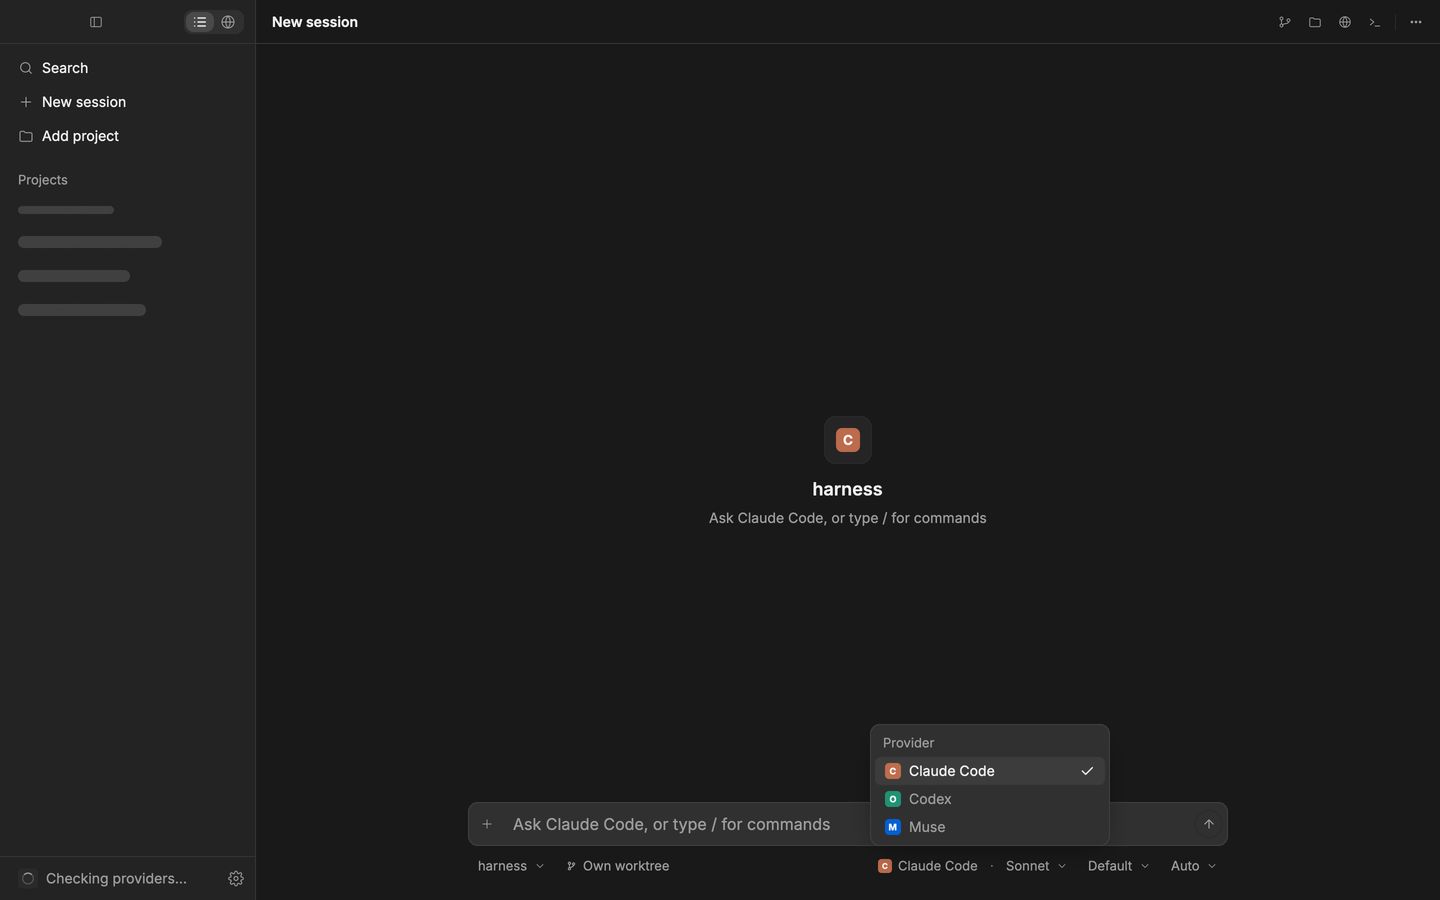 New session
Search
New session
Add project
Projects
C
harness
Ask Claude Code, or type / for commands
Provider
C Claude Code
O Codex
M Muse
Ask Claude Code, or type / for commands
harness
Own worktree
C Claude Code · Sonnet
Default
Auto
Checking providers...